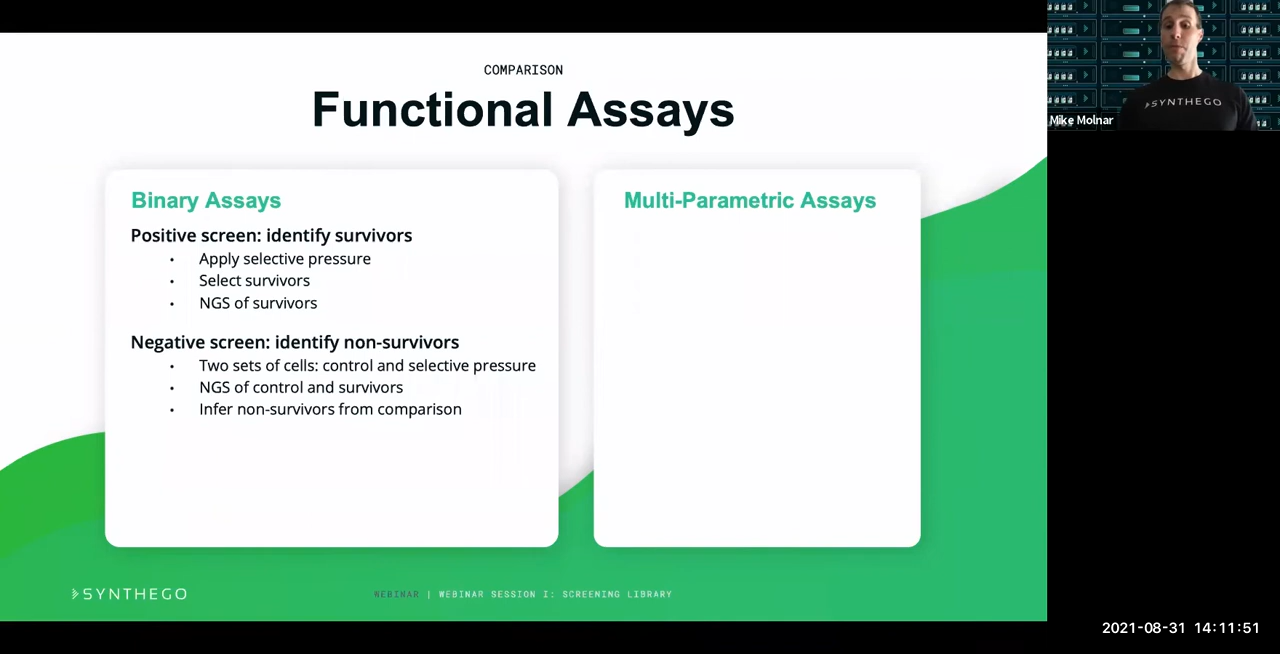 COMPARISON
Functional Assays
Binary Assays
Positive screen: identify survivors
• Apply selective pressure
• Select survivors
• NGS of survivors
Negative screen: identify non-survivors
• Two sets of cells: control and selective pressure
• NGS of control and survivors
• Infer non-survivors from comparison
Multi-Parametric Assays
SYNTHEGO
WEBINAR | WEBINAR SESSION I: SCREENING LIBRARY
SYNTHEGO
Mike Molnar
2021-08-31 14:11:51